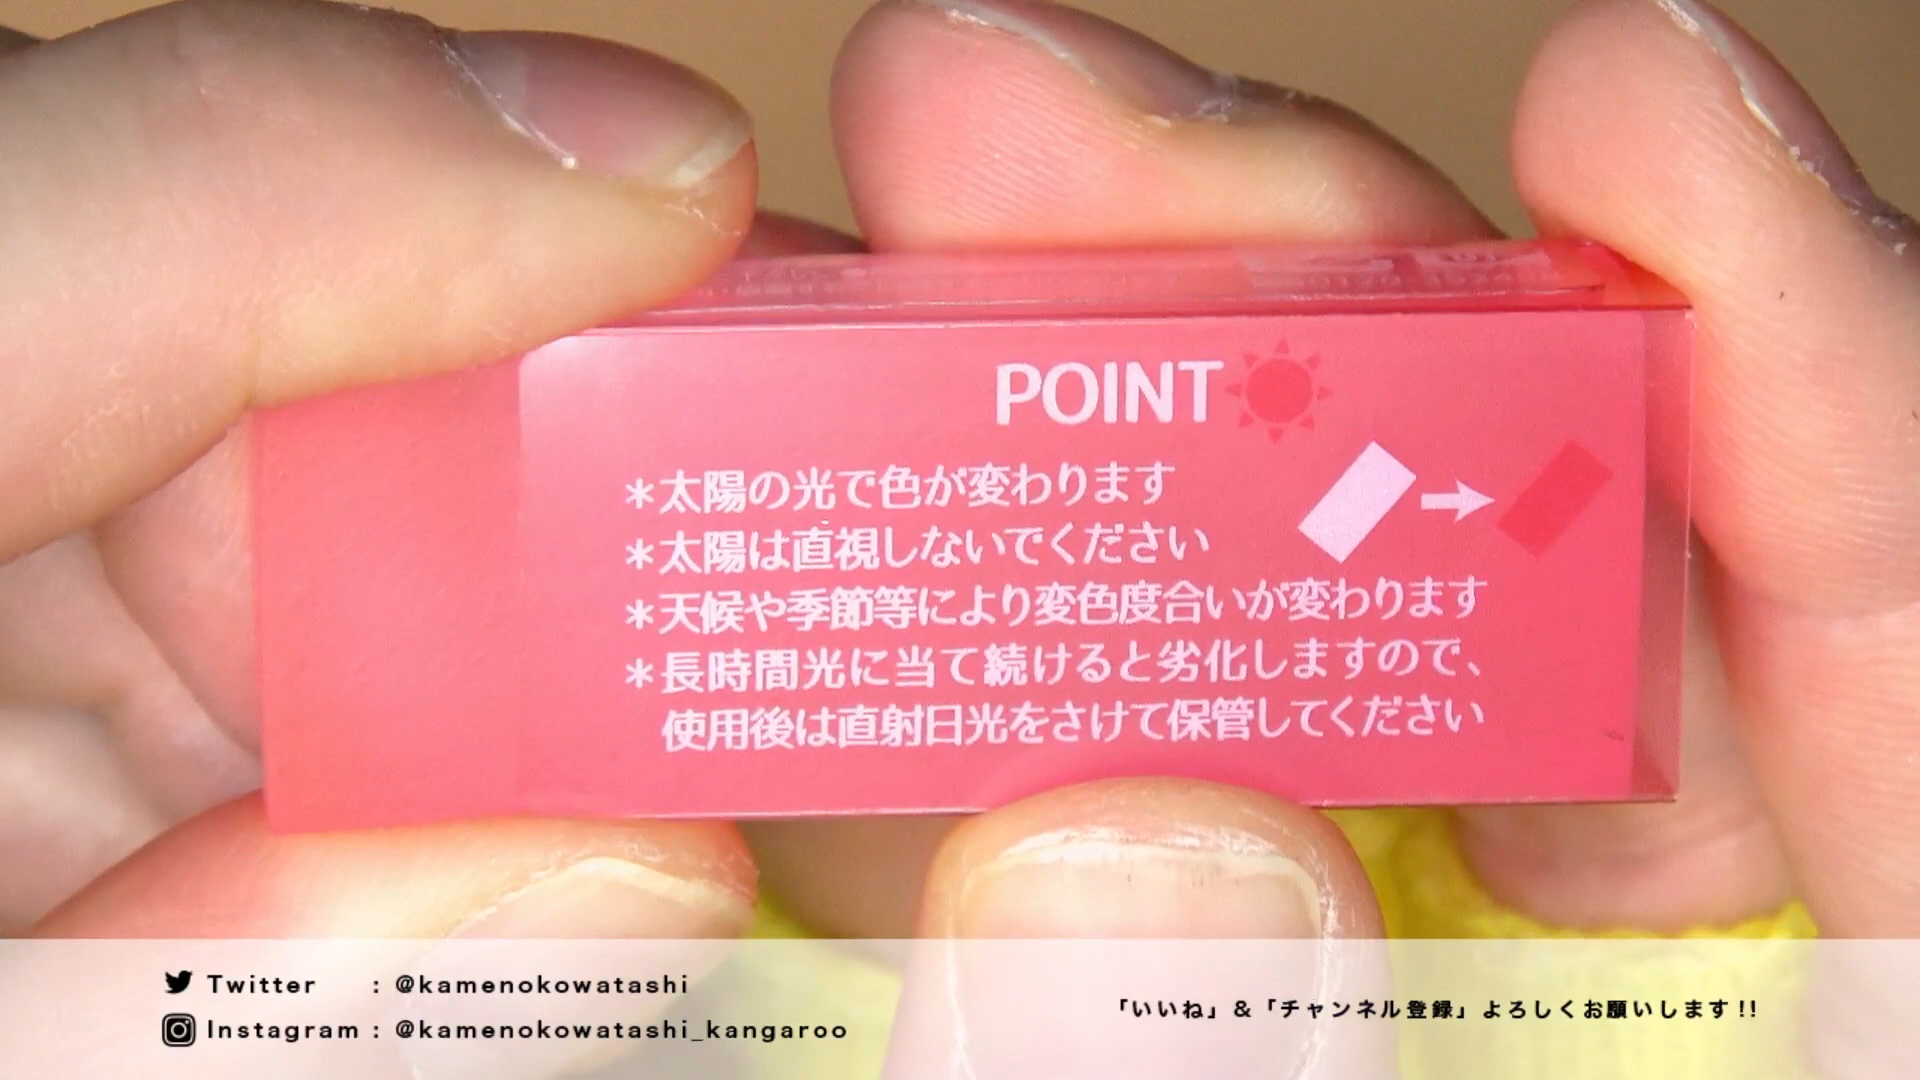 POINT
*太陽の光で色が変わります
*太陽は直視しないでください
*天候や季節等により変色度合いが変わります
*長時間光に当て続けると劣化しますので、
使用後は直射日光をさけて保管してください
Twitter : @kamenokowatashi
Instagram : @kamenokowatashi_kangaroo
「いいね」&「チャンネル登録」よろしくお願いします!!